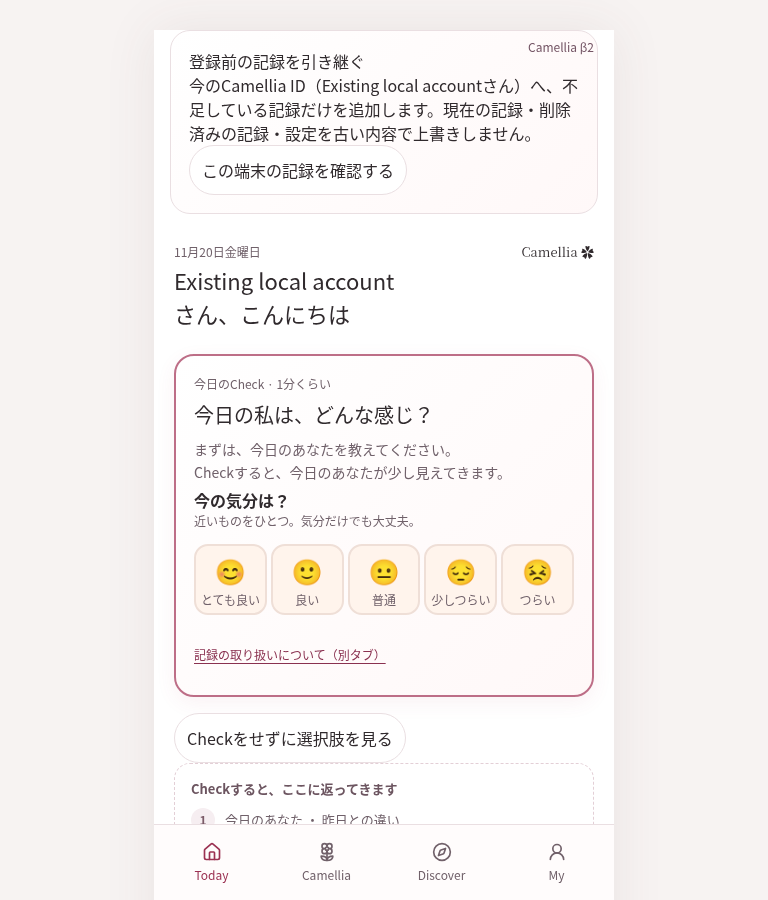 Camellia β2
登録前の記録を引き継ぐ
今のCamellia ID（Existing local accountさん）へ、不
足している記録だけを追加します。現在の記録・削除
済みの記録・設定を古い内容で上書きしません。
この端末の記録を確認する
11月20日金曜日
Camellia
Existing local account
さん、こんにちは
今日のCheck · 1分くらい
今日の私は、どんな感じ？
まずは、今日のあなたを教えてください。
Checkすると、今日のあなたが少し見えてきます。
今の気分は？
近いものをひとつ。気分だけでも大丈夫。
とても良い 良い 普通 少しつらい つらい
記録の取り扱いについて（別タブ）
Checkをせずに選択肢を見る
Checkすると、ここに返ってきます
1 今日のあなた・昨日との違い
Today Camellia Discover My